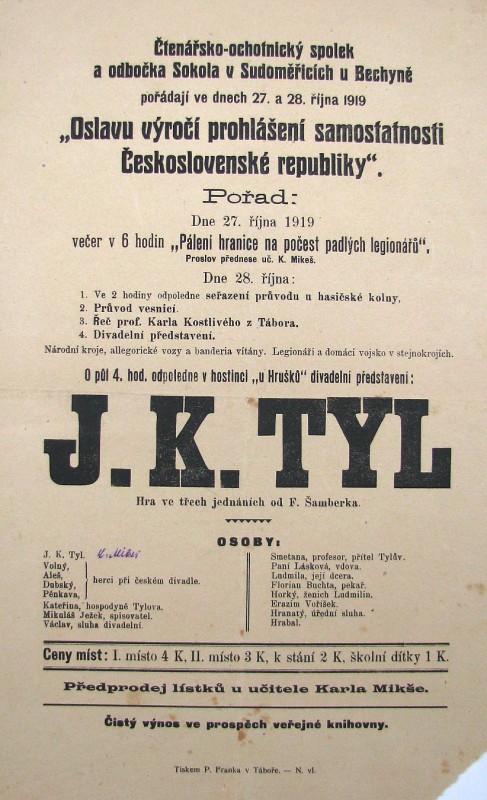 Čtenářsko-ochotnický spolek
a odbočka Sokola v Sudoměřicích u Bechyně
pořádají ve dnech 27. a 28. října 1919
„Oslavu výročí prohlášení samostatnosti
Československé republiky“.
Pořad:
Dne 27. října 1919
večer v 6 hodin „Pálení hranice na počest padlých legionářů“.
Proslov přednese uč. K. Mikeš.
Dne 28. října:
1. Ve 2 hodiny odpoledne seřazení průvodu u hasičské kolny,
2. Průvod vesnicí.
3. Řeč prof. Karla Kostlivého z Tábora.
4. Divadelní představení.
Národní kroje, allegorické vozy a banderia vítány. Legionáři a domácí vojsko v stejnokrojích.
O půl 4. hod. odpoledne v hostinci „u Hrušků“ divadelní představení:
J. K. TYL
Hra ve třech jednáních od F. Šamberka.
OSOBY:
J. K. Tyl. K. Mikeš
Volný,
Aleš,
Dubský,
Pěnkava,
herci při českém divadle.
Kateřina, hospodyně Tylova.
Mikuláš Ježek, spisovatel.
Václav, sluha divadelní.
Smetana, profesor, přítel Tylův.
Paní Lásková, vdova.
Ludmila, její dcera.
Florian Buchta, pekař.
Horký, ženich Ludmilin.
Erazim Voříšek.
Hranatý, úřední sluha.
Hrabal.
Ceny míst: I. místo 4 K, II. místo 3 K, k stání 2 K, školní dítky 1 K.
Předprodej lístků u učitele Karla Mikše.
Čistý výnos ve prospěch veřejné knihovny.
Tiskem P. Franka v Táboře. — N. vl.